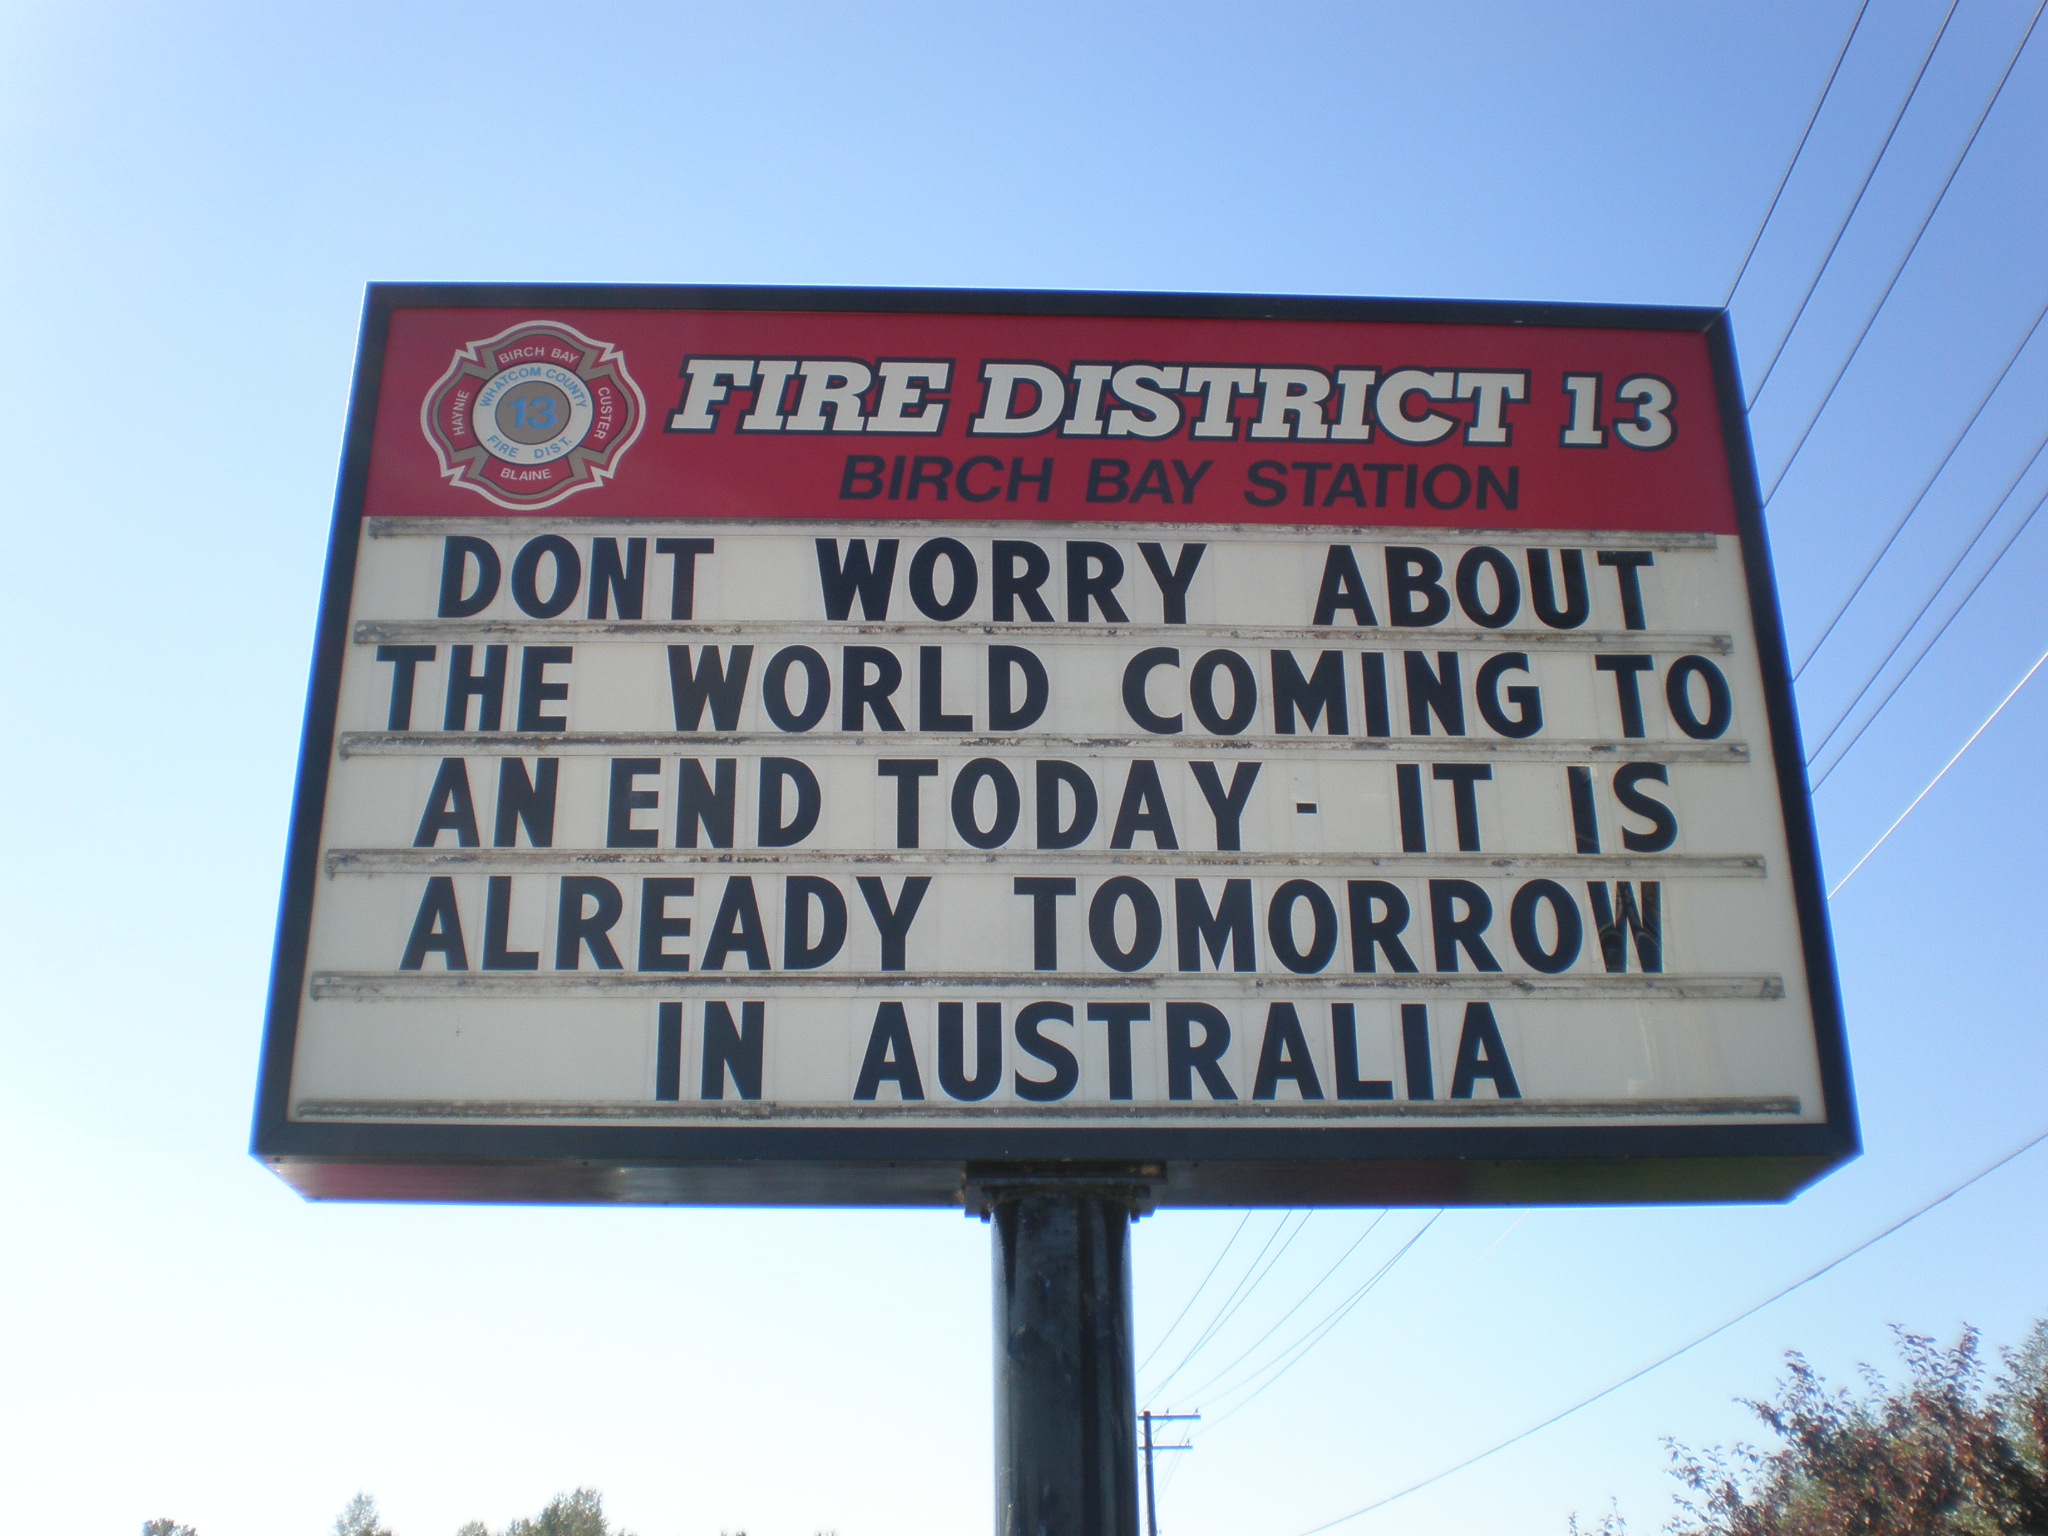 BIRCH BAY
HAYNIE
WHATCOM COUNTY
13
FIRE DIST.
CUSTER
BLAINE
FIRE DISTRICT 13
BIRCH BAY STATION
DONT WORRY ABOUT
THE WORLD COMING TO
AN END TODAY - IT IS
ALREADY TOMORROW
IN AUSTRALIA